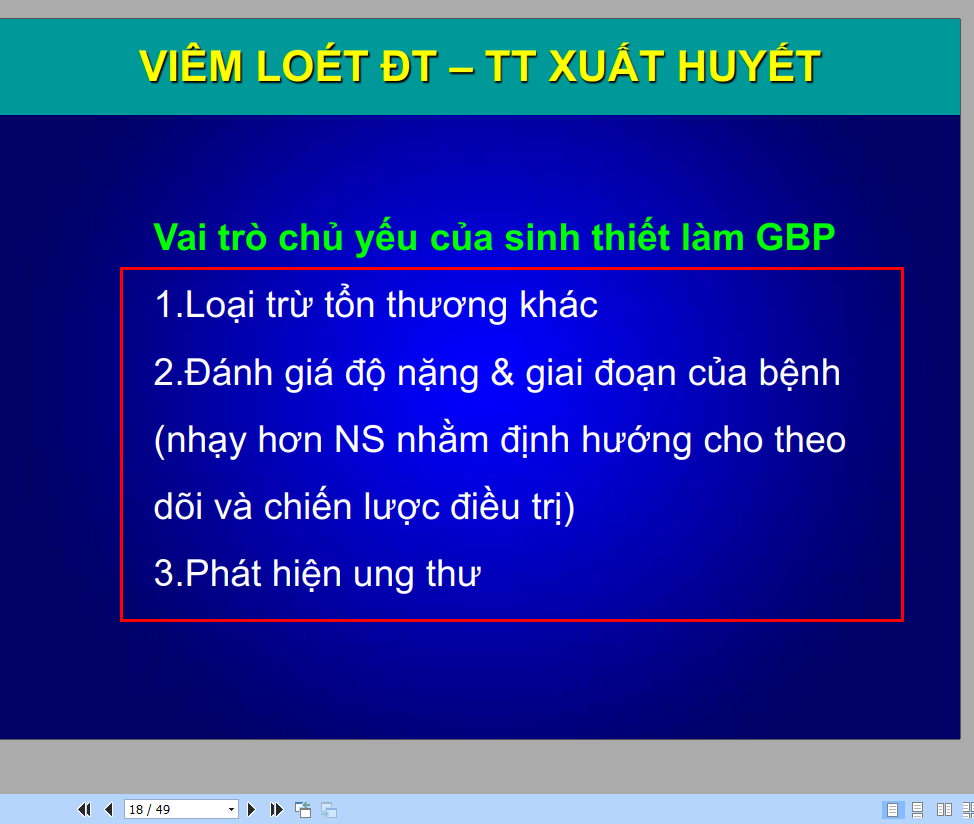 VIÊM LOÉT ĐT – TT XUẤT HUYẾT
Vai trò chủ yếu của sinh thiết làm GBP
1.Loại trừ tổn thương khác
2.Đánh giá độ nặng & giai đoạn của bệnh
(nhạy hơn NS nhằm định hướng cho theo
dõi và chiến lược điều trị)
3.Phát hiện ung thư
18 / 49